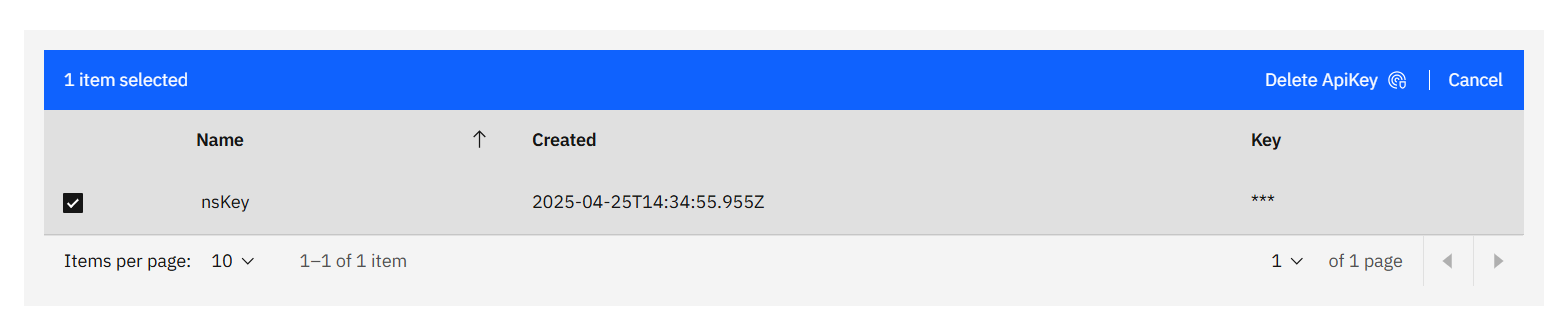 1 item selected Delete ApiKey Cancel
Name Created Key
nsKey 2025-04-25T14:34:55.955Z ***
Items per page: 10 1–1 of 1 item 1 of 1 page